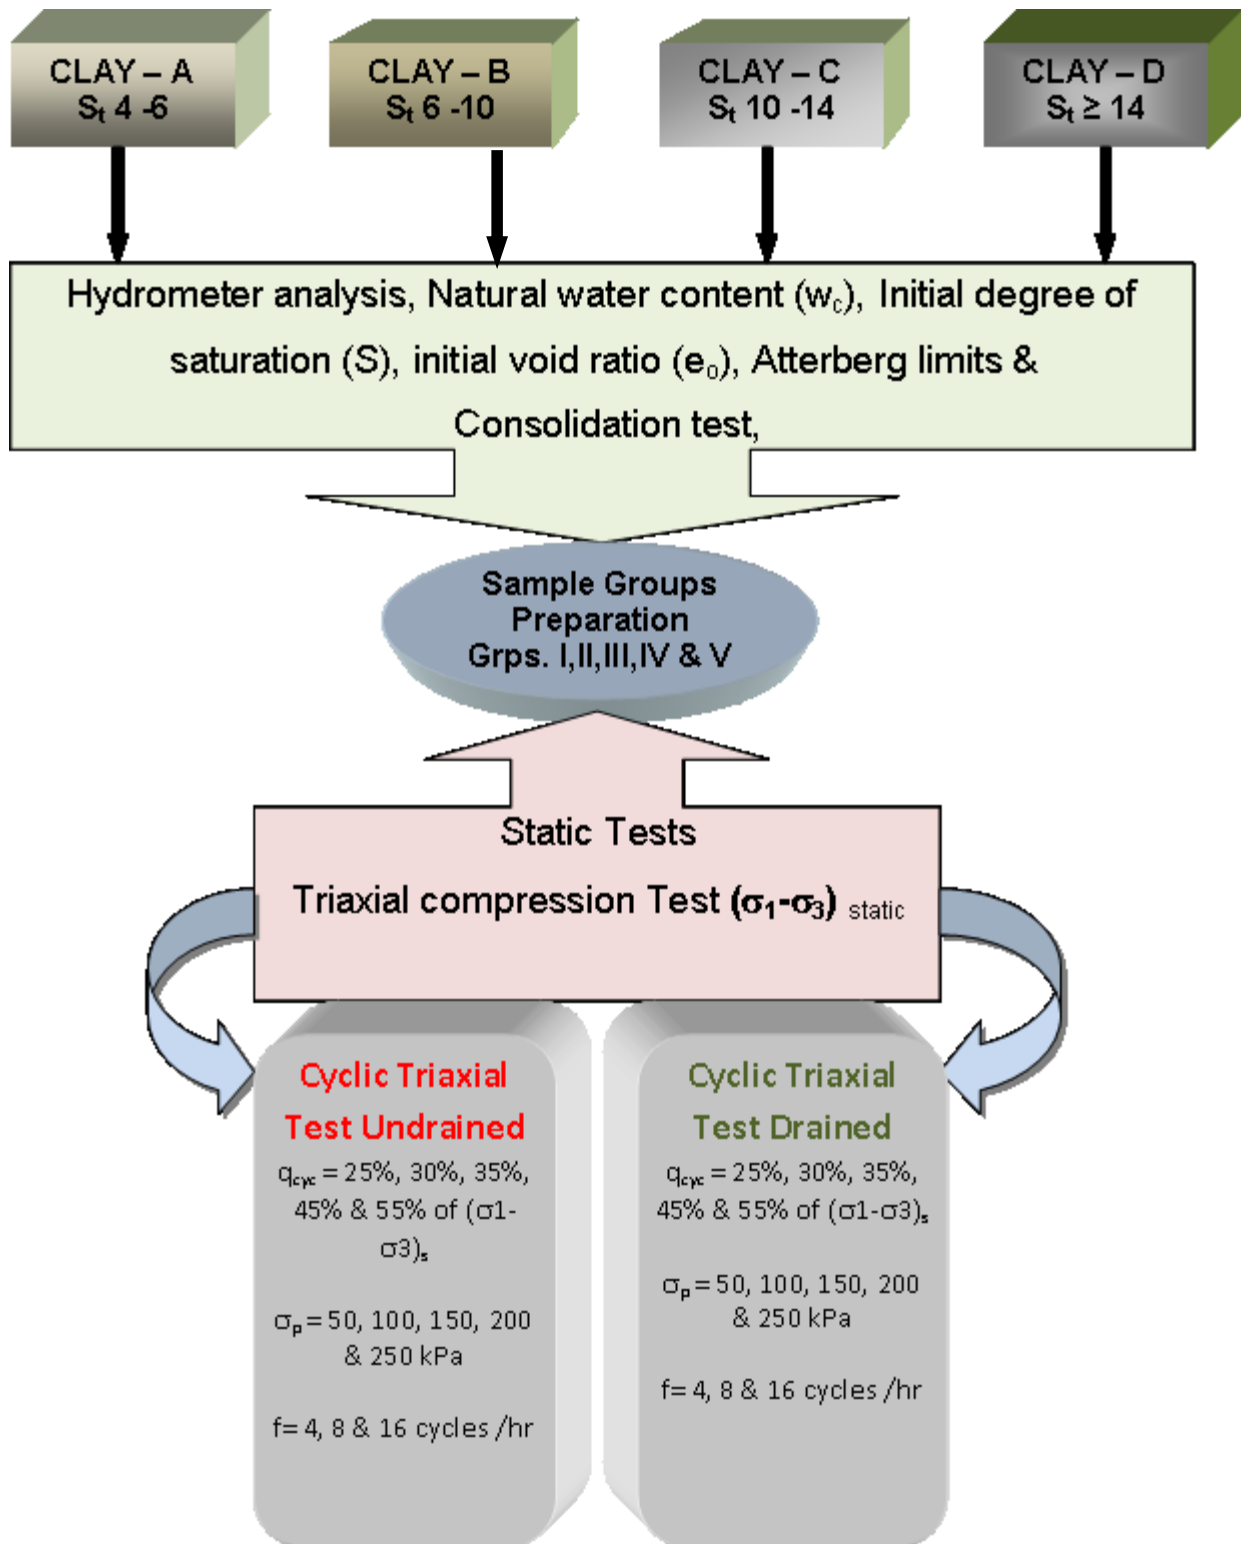 CLAY – A
Sₜ 4 -6
CLAY – B
Sₜ 6 -10
CLAY – C
Sₜ 10 -14
CLAY – D
Sₜ ≥ 14
Hydrometer analysis, Natural water content (w꜀), Initial degree of
saturation (S), initial void ratio (e₀), Atterberg limits &
Consolidation test,
Sample Groups
Preparation
Grps. I,II,III,IV & V
Static Tests
Triaxial compression Test (σ₁-σ₃) static
Cyclic Triaxial
Test Undrained
qcyc = 25%, 30%, 35%,
45% & 55% of (σ1-
σ3)ₛ
σₚ = 50, 100, 150, 200
& 250 kPa
f= 4, 8 & 16 cycles /hr
Cyclic Triaxial
Test Drained
qcyc = 25%, 30%, 35%,
45% & 55% of (σ1-σ3)ₛ
σₚ = 50, 100, 150, 200
& 250 kPa
f= 4, 8 & 16 cycles /hr